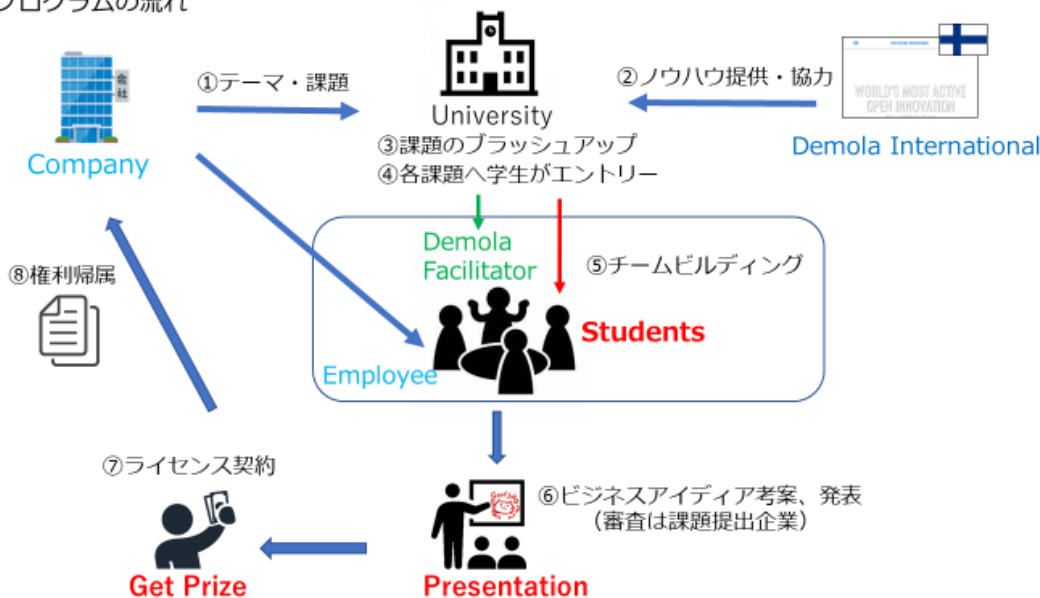 プログラムの流れ
会社
①テーマ・課題
②ノウハウ提供・協力
WORLD'S MOST ACTIVE
OPEN INNOVATION
University
Company
Demola International
③課題のブラッシュアップ
④各課題へ学生がエントリー
Demola
Facilitator
⑤チームビルディング
⑧権利帰属
Students
Employee
⑦ライセンス契約
Good Job
⑥ビジネスアイディア考案、発表
（審査は課題提出企業）
Get Prize
Presentation